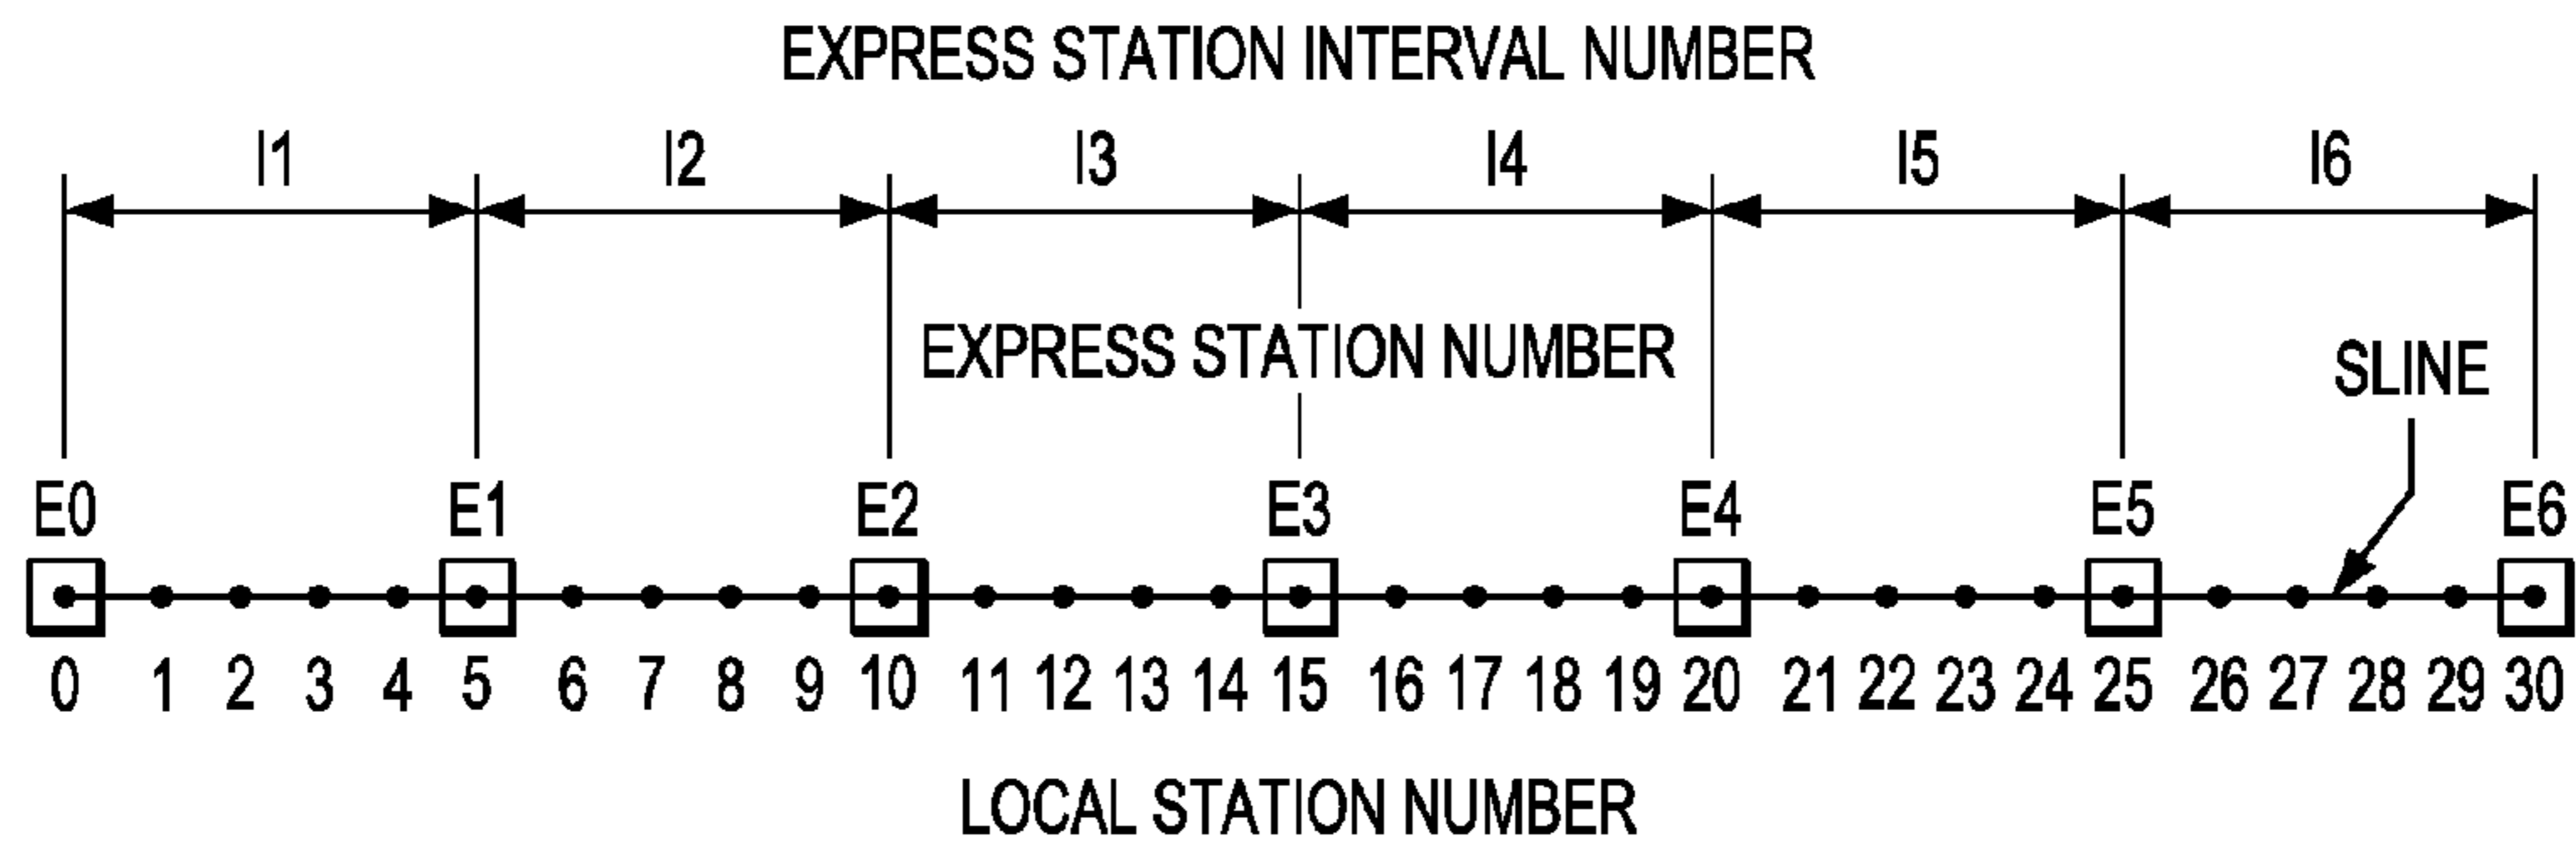 EXPRESS STATION INTERVAL NUMBER
I1 I2 I3 I4 I5 I6
EXPRESS STATION NUMBER
SLINE
E0 E1 E2 E3 E4 E5 E6
0 1 2 3 4 5 6 7 8 9 10 11 12 13 14 15 16 17 18 19 20 21 22 23 24 25 26 27 28 29 30
LOCAL STATION NUMBER